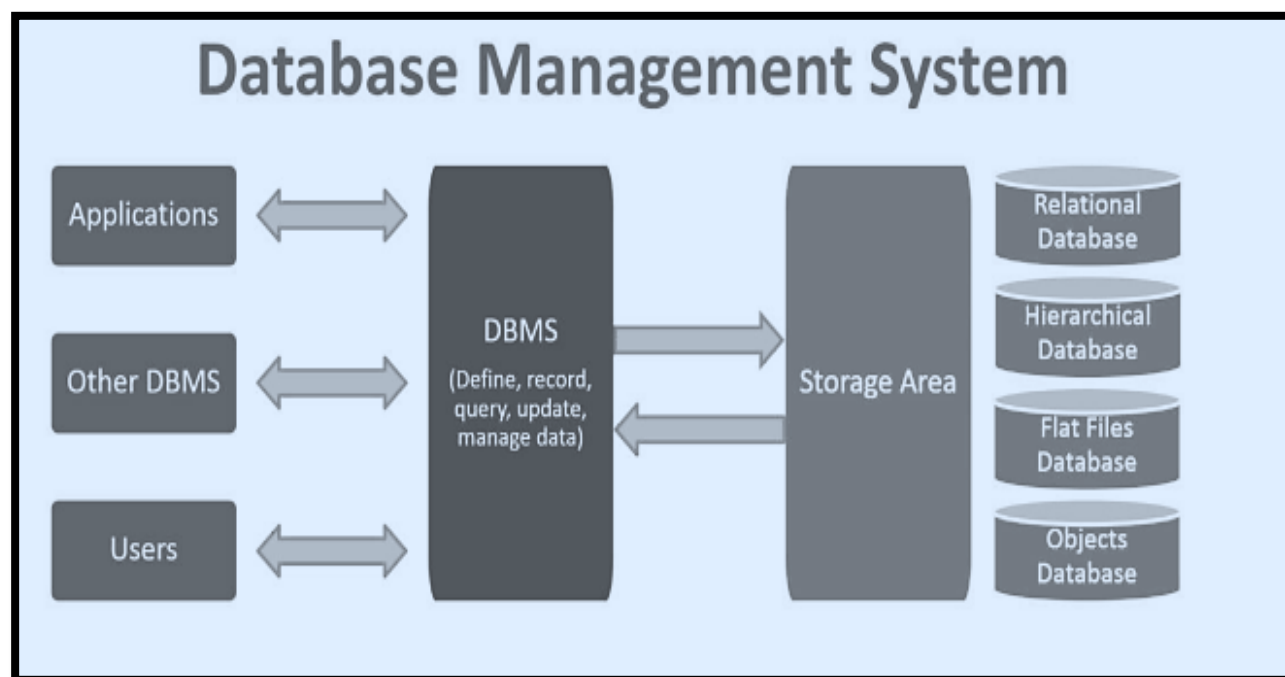 Database Management System
Applications
Other DBMS
Users
DBMS
(Define, record,
query, update,
manage data)
Storage Area
Relational
Database
Hierarchical
Database
Flat Files
Database
Objects
Database